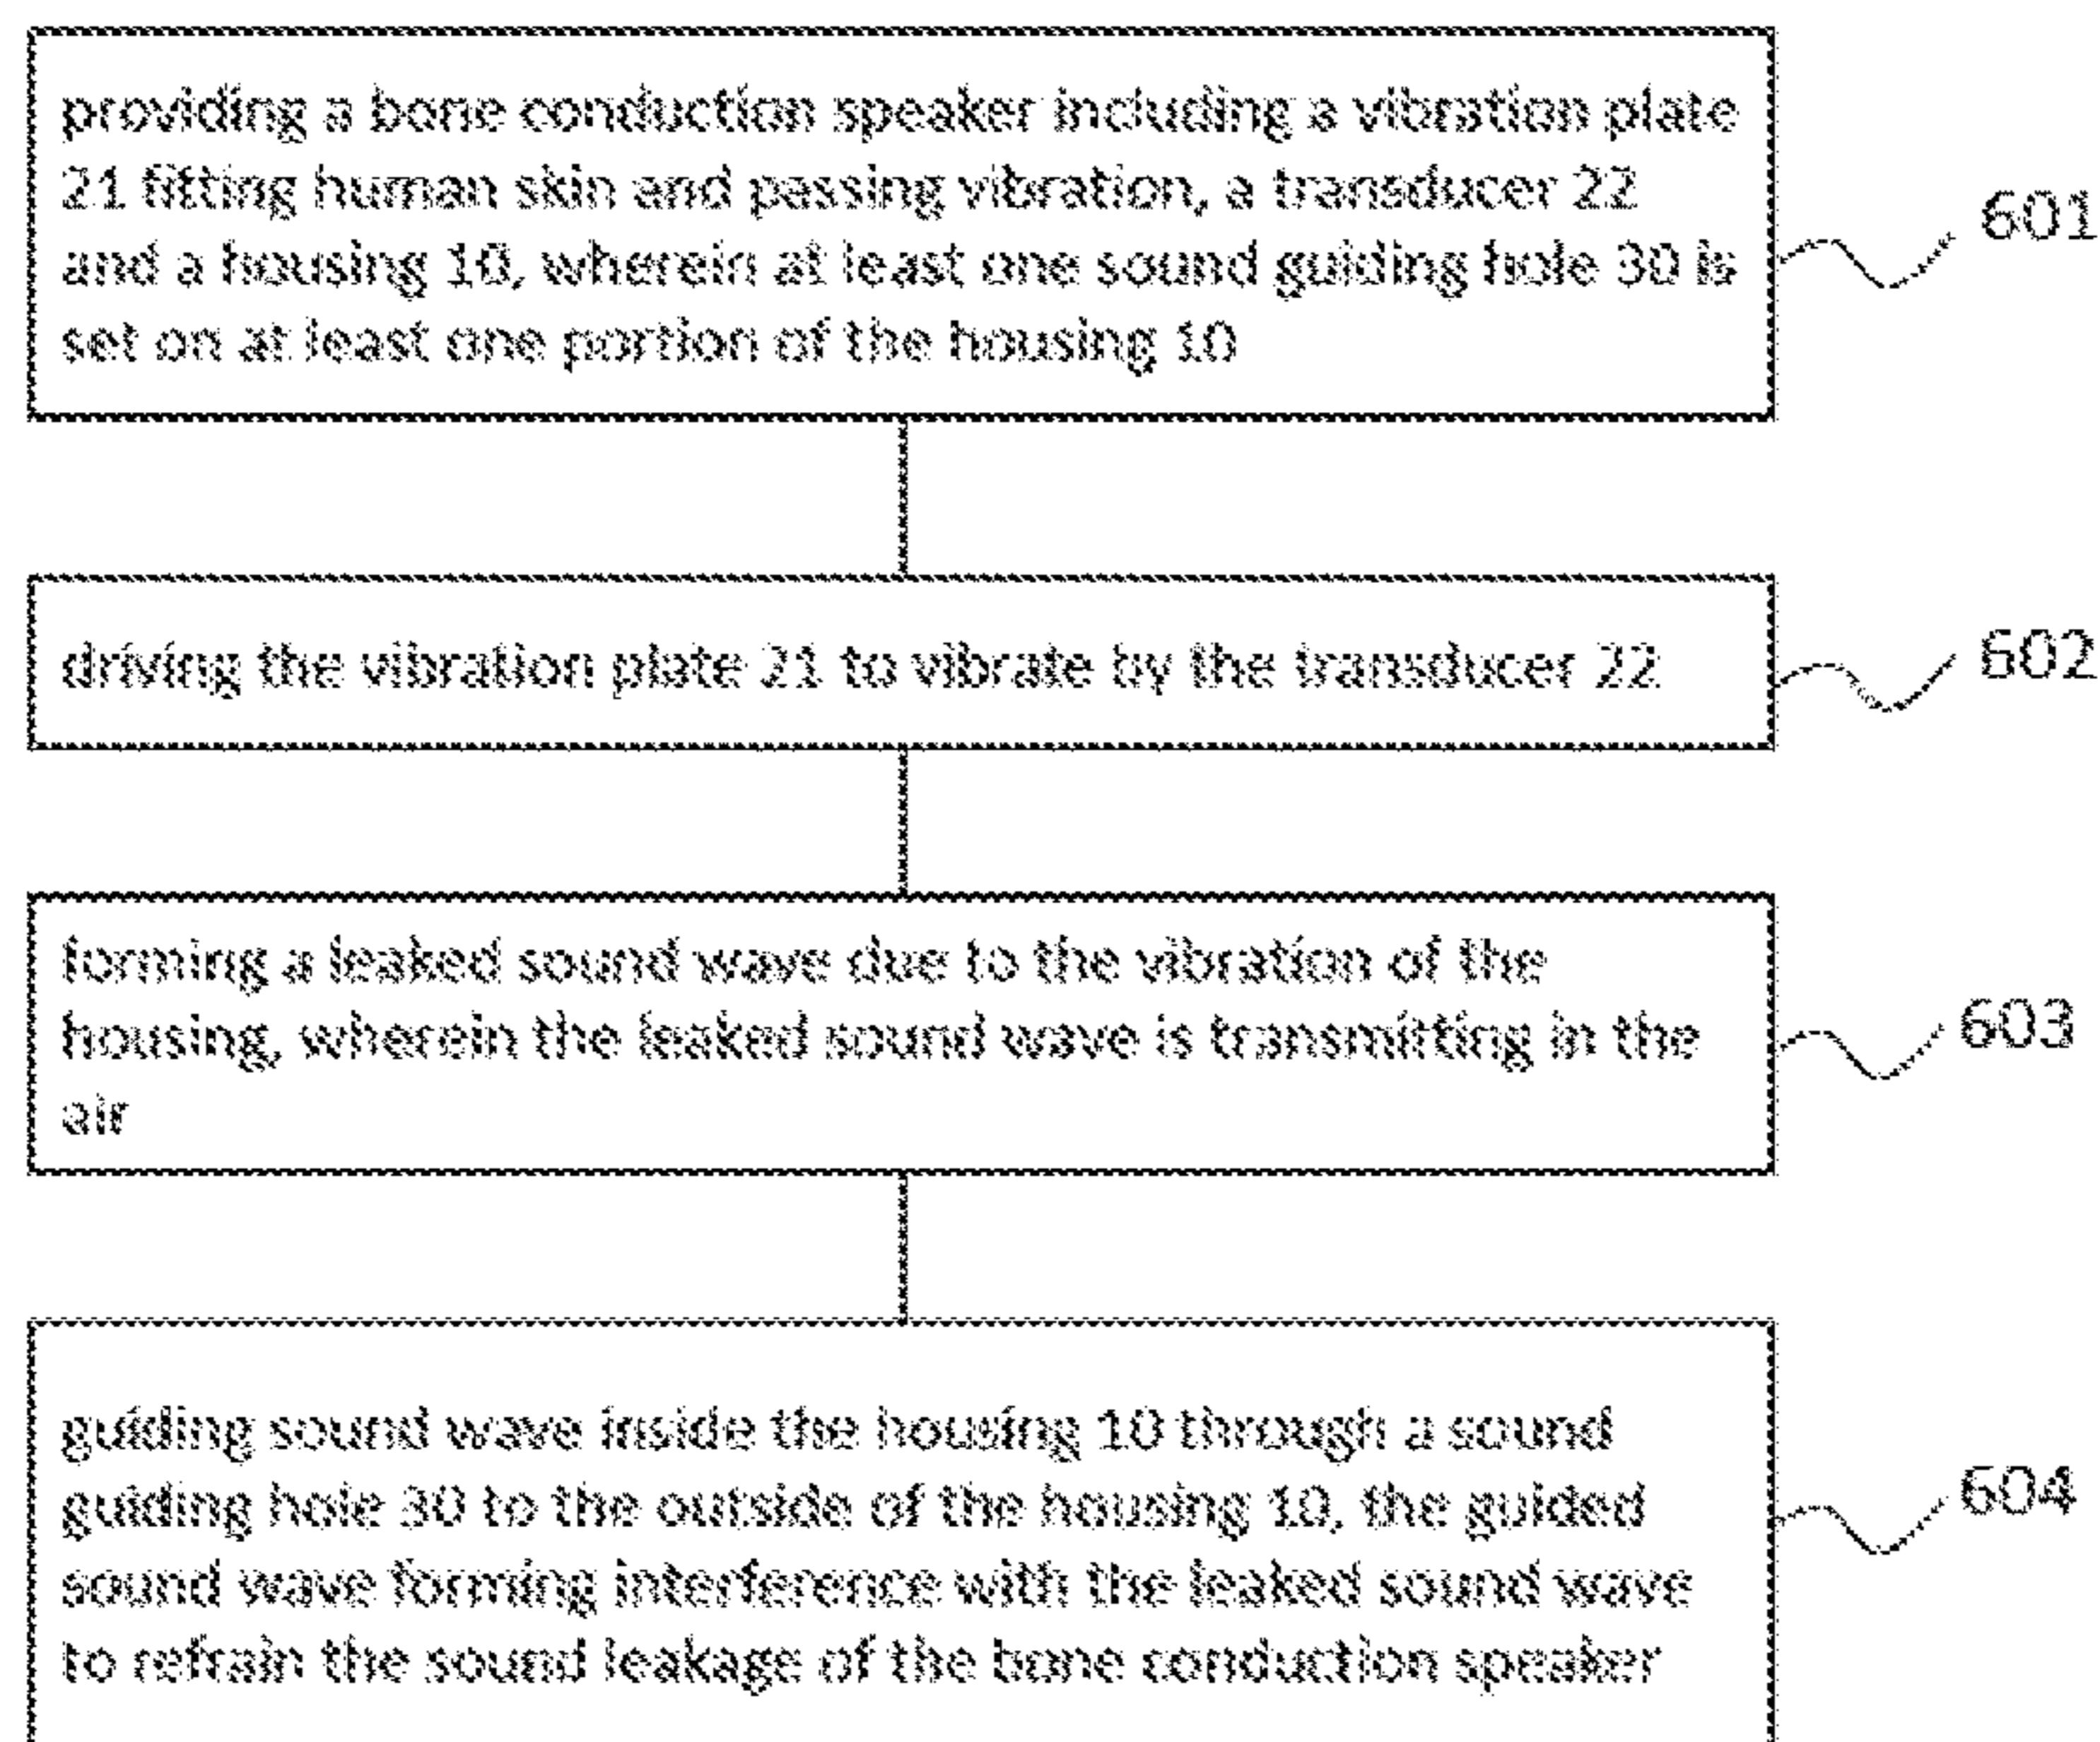 providing a bone conduction speaker including a vibration plate
21 fitting human skin and passing vibration, a transducer 22
and a housing 10, wherein at least one sound guiding hole 30 is
set on at least one portion of the housing 10
601
driving the vibration plate 21 to vibrate by the transducer 22
602
forming a leaked sound wave due to the vibration of the
housing, wherein the leaked sound wave is transmitting in the
air
603
guiding sound wave inside the housing 10 through a sound
guiding hole 30 to the outside of the housing 10, the guided
sound wave forming interference with the leaked sound wave
to refrain the sound leakage of the bone conduction speaker
604